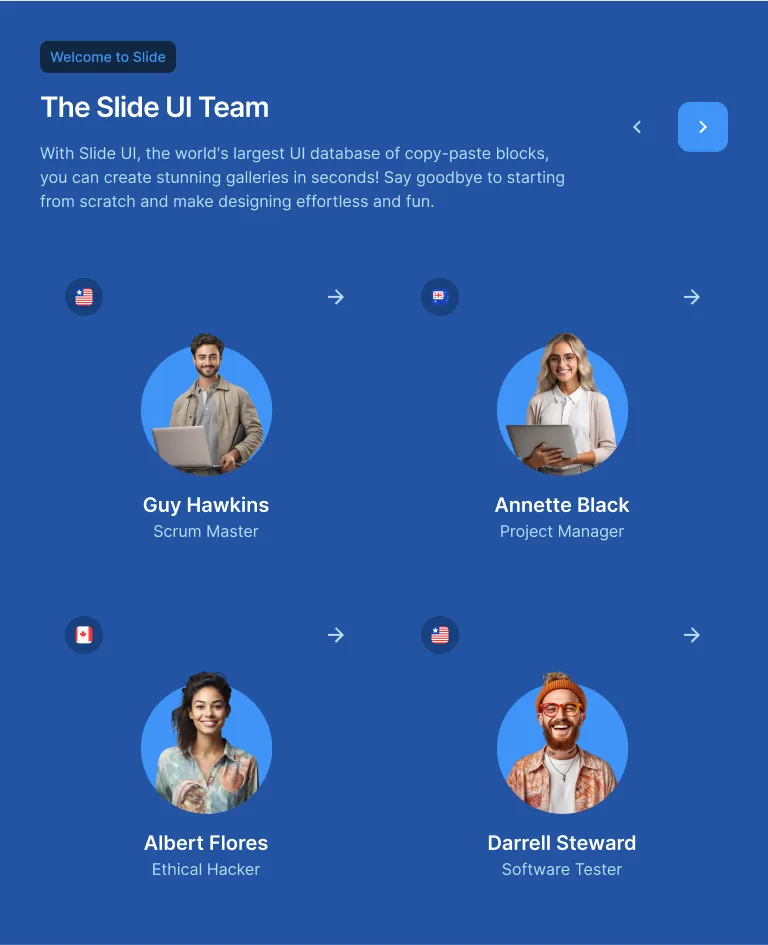 Welcome to Slide
The Slide UI Team
With Slide UI, the world's largest UI database of copy-paste blocks,
you can create stunning galleries in seconds! Say goodbye to starting
from scratch and make designing effortless and fun.
Guy Hawkins
Scrum Master
Annette Black
Project Manager
Albert Flores
Ethical Hacker
Darrell Steward
Software Tester